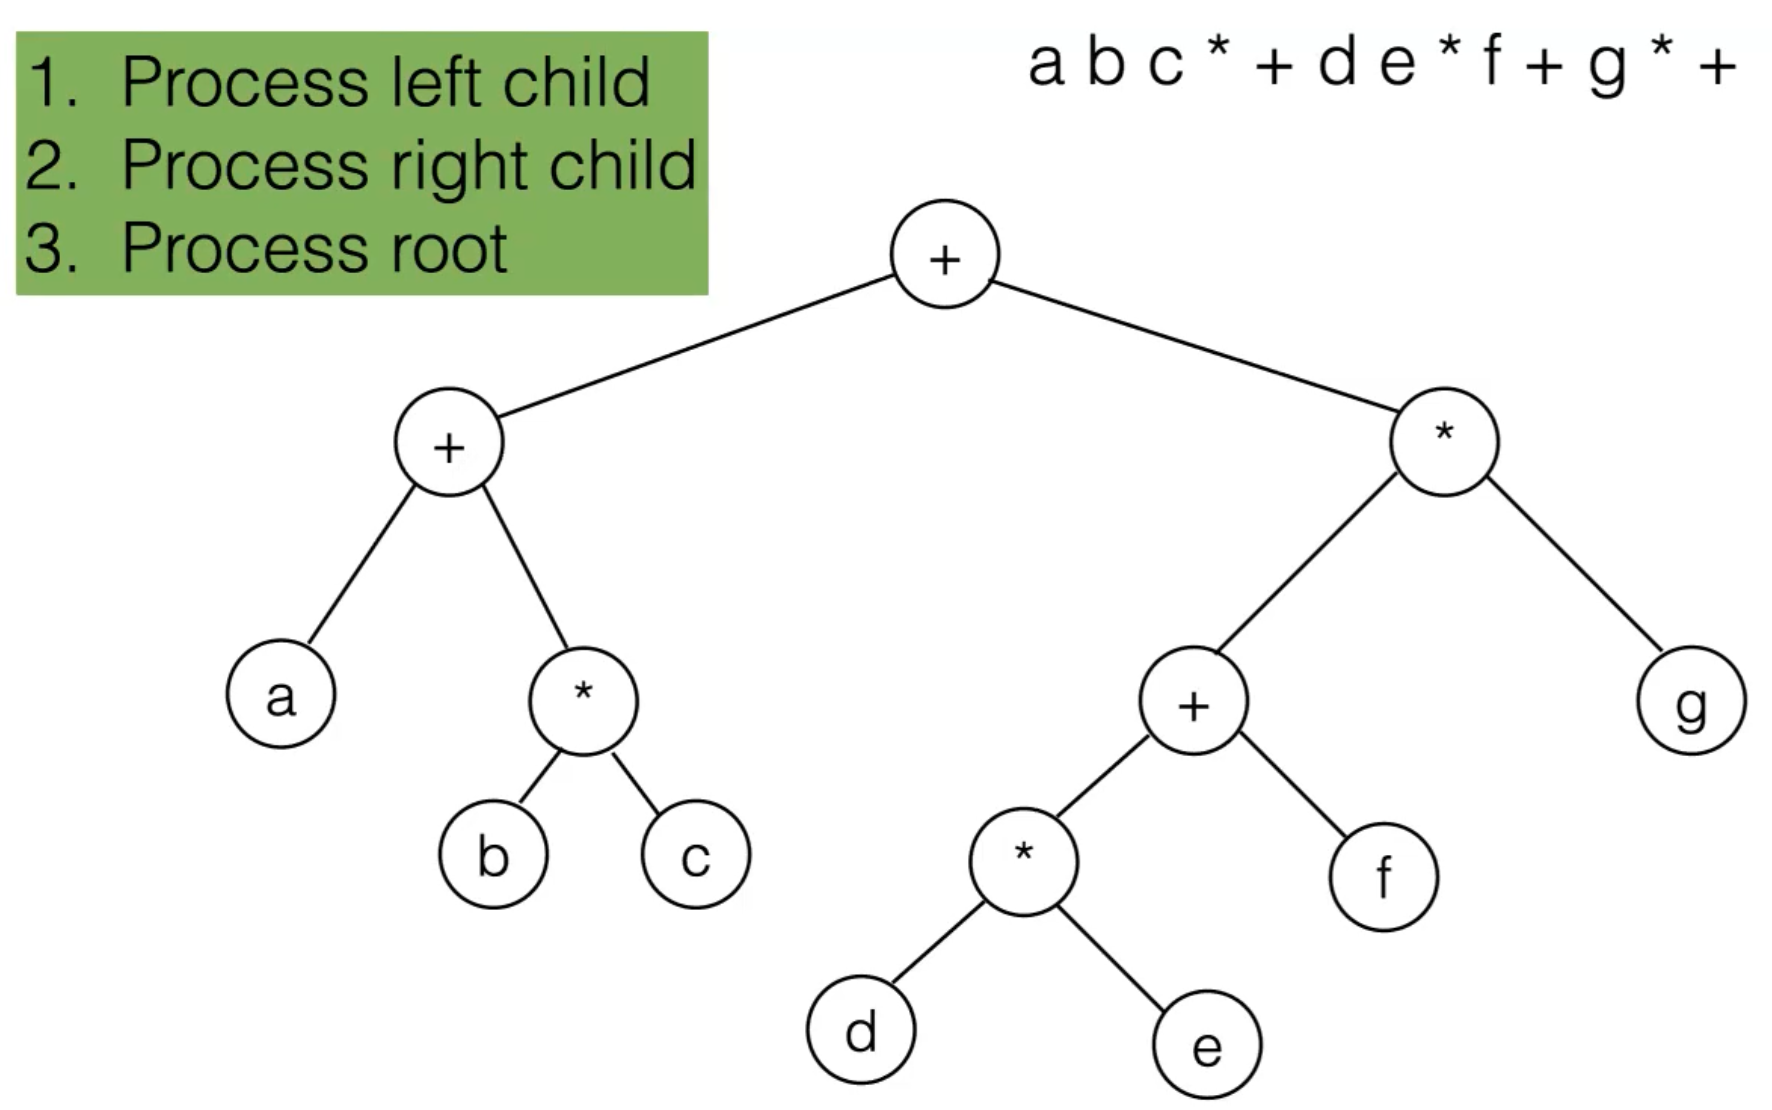 1. Process left child
2. Process right child
3. Process root
a b c * + d e * f + g * +
+
+ *
a * + g
b c * f
d e